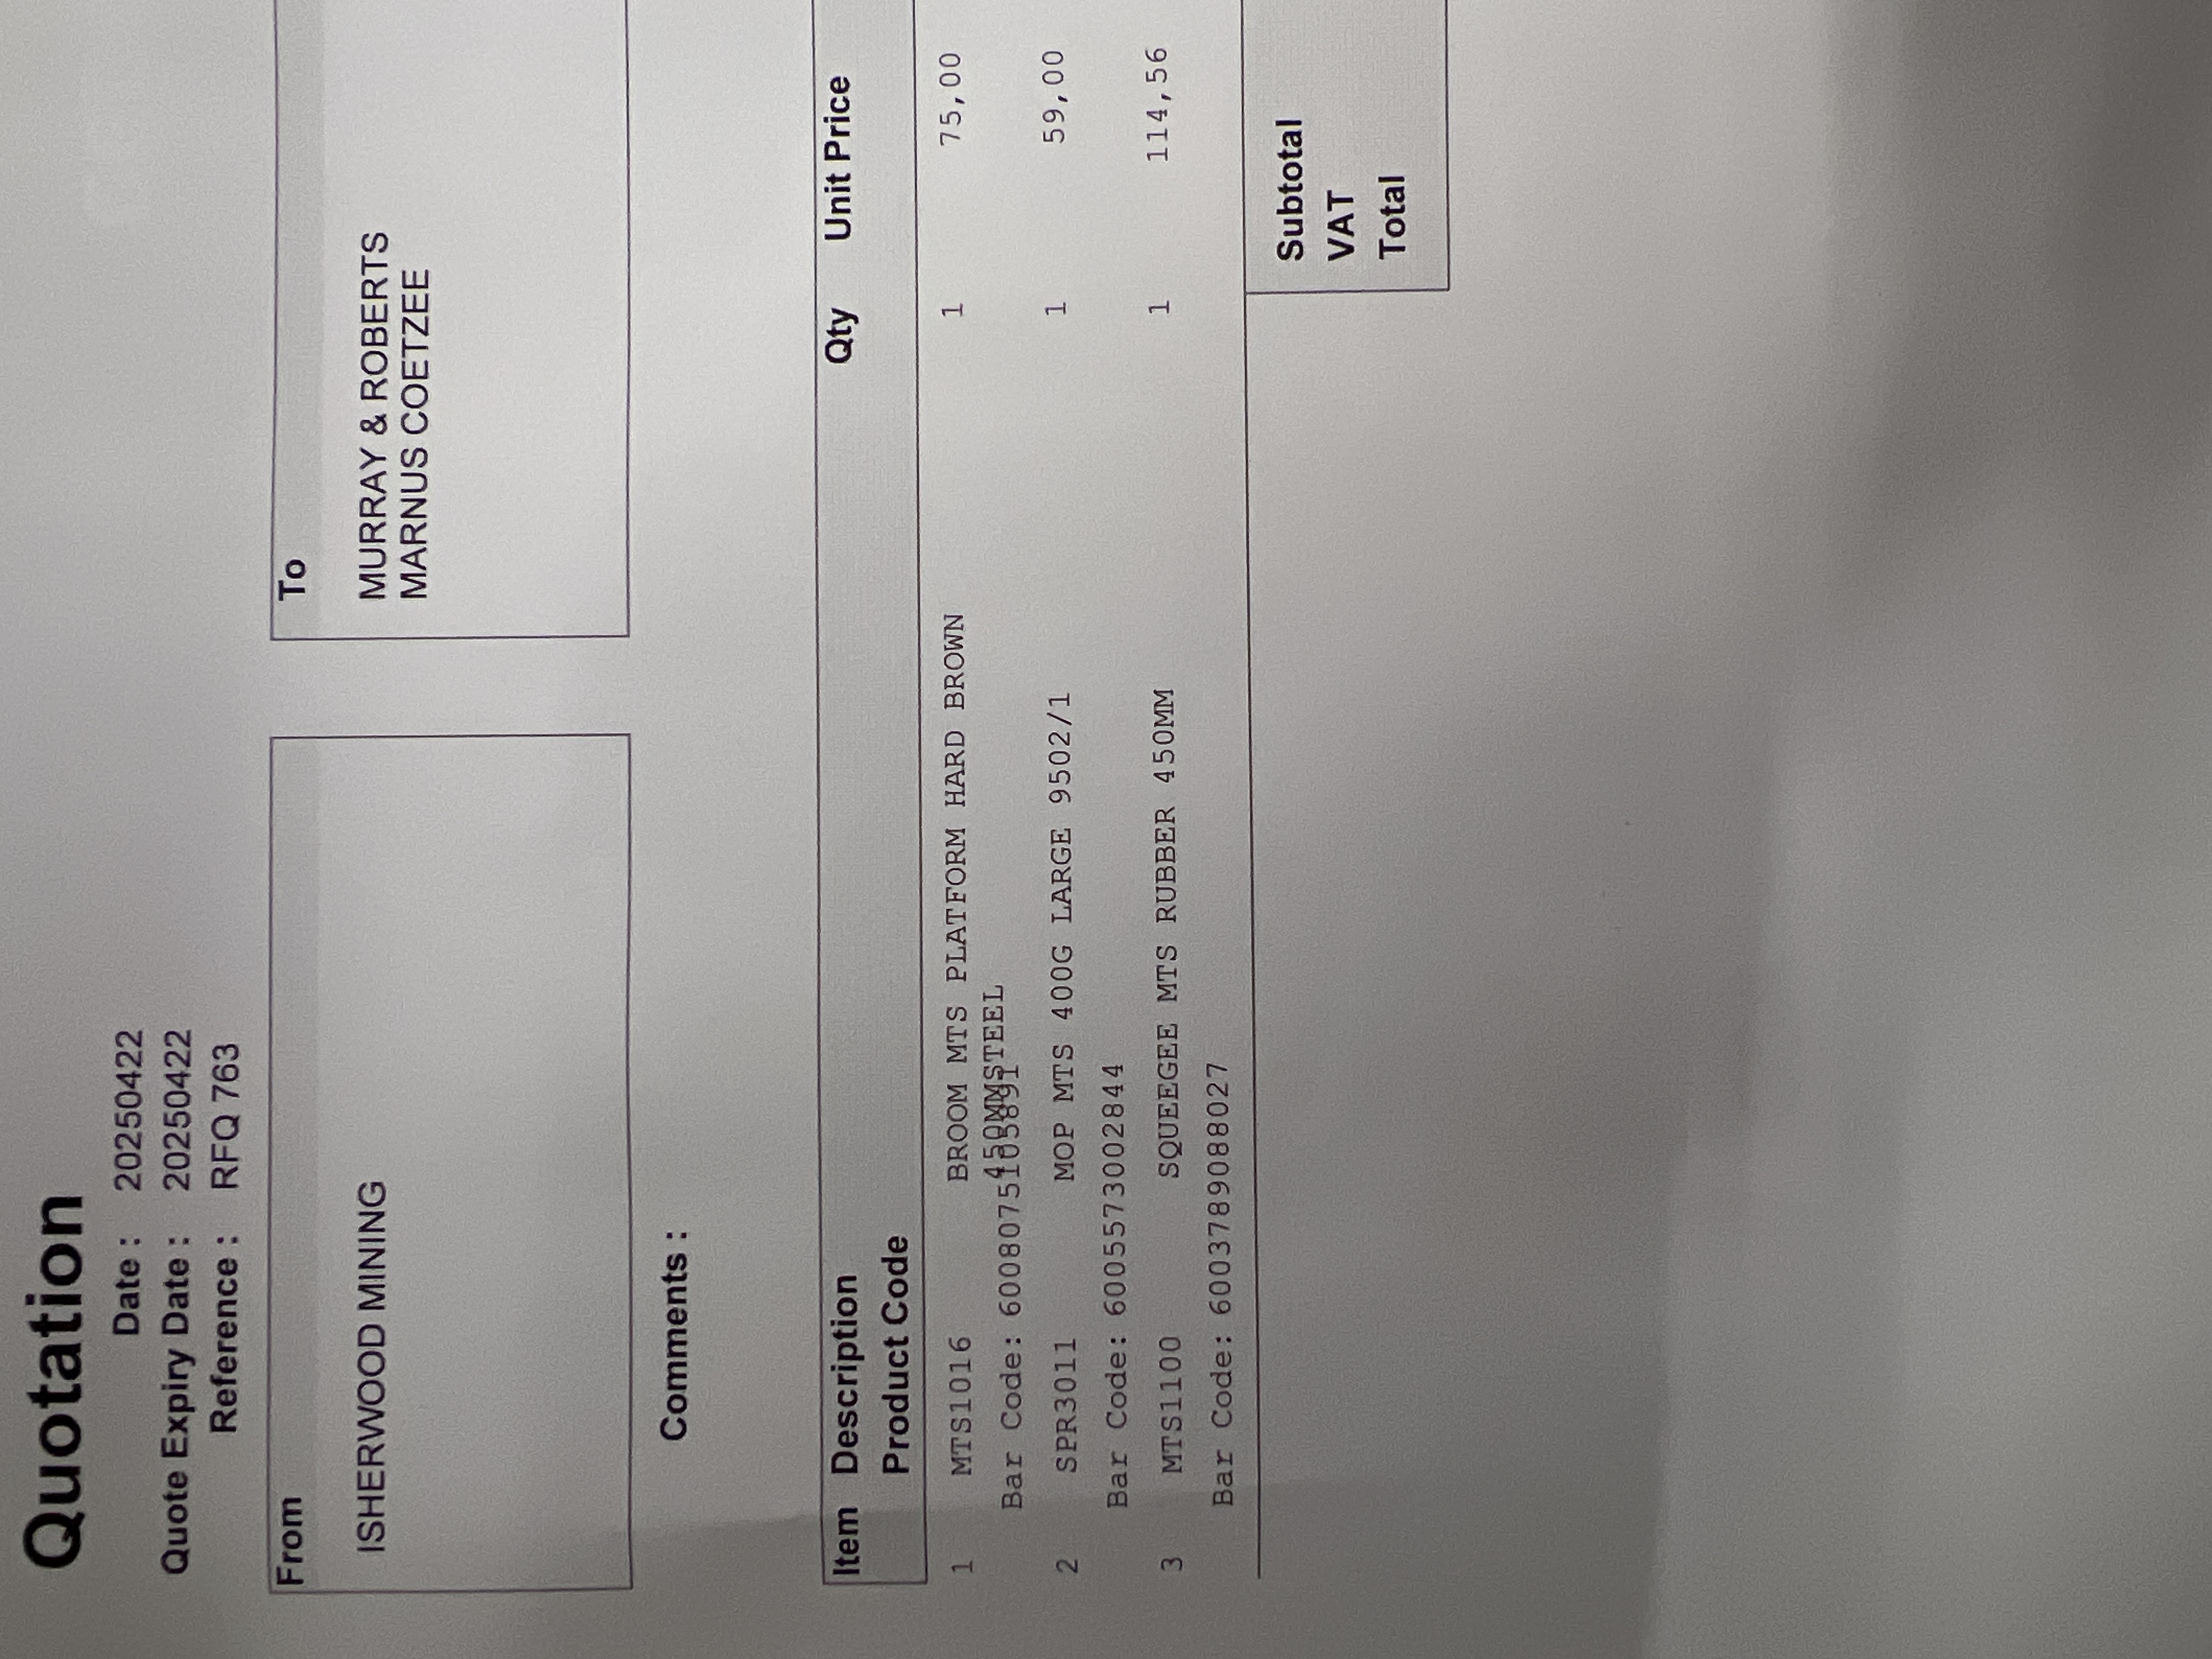 Quotation
Date : 20250422
Quote Expiry Date : 20250422
Reference : RFQ 763
From
ISHERWOOD MINING
To
MURRAY & ROBERTS
MARNUS COETZEE
Comments :
Item Description Qty Unit Price
Product Code
1 MTS1016 BROOM MTS PLATFORM HARD BROWN 1 75,00
450MMSTEEL
Bar Code: 6008075105891
2 SPR3011 MOP MTS 400G LARGE 9502/1 1 59,00
Bar Code: 6005573002844
3 MTS1100 SQUEEGEE MTS RUBBER 450MM 1 114,56
Bar Code: 6003789088027
Subtotal
VAT
Total